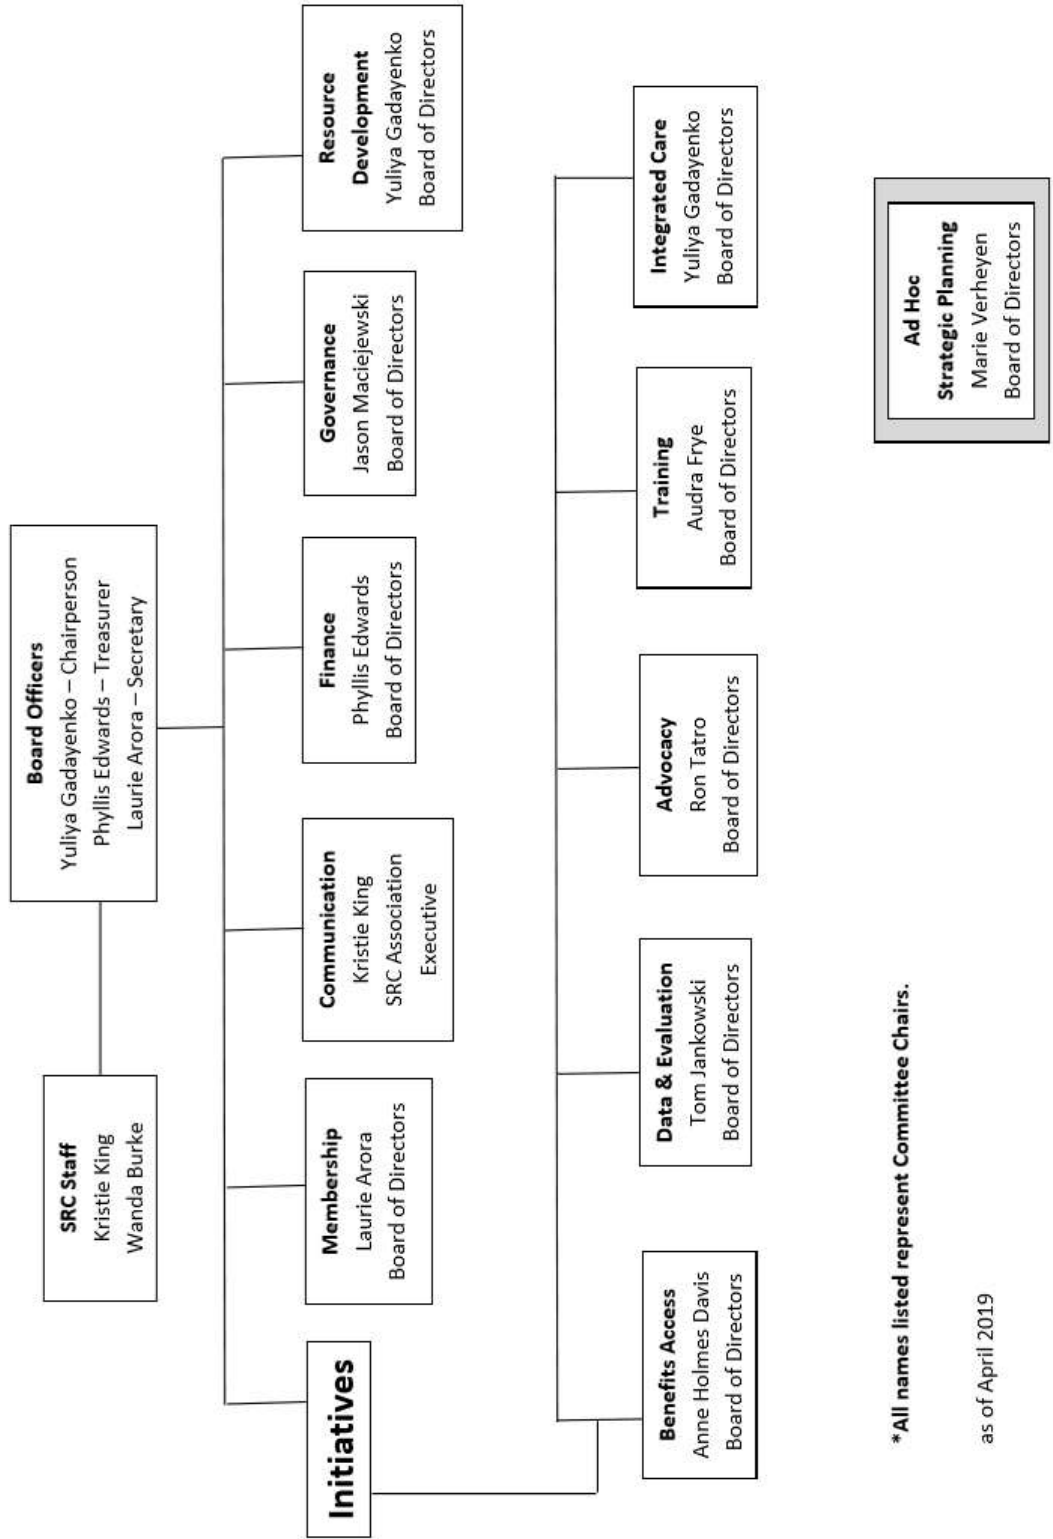 SRC Staff
Kristie King
Wanda Burke
Board Officers
Yuliya Gadayenko – Chairperson
Phyllis Edwards – Treasurer
Laurie Arora – Secretary
Initiatives
Membership
Laurie Arora
Board of Directors
Communication
Kristie King
SRC Association
Executive
Finance
Phyllis Edwards
Board of Directors
Governance
Jason Maciejewski
Board of Directors
Resource
Development
Yuliya Gadayenko
Board of Directors
Benefits Access
Anne Holmes Davis
Board of Directors
Data & Evaluation
Tom Jankowski
Board of Directors
Advocacy
Ron Tatro
Board of Directors
Training
Audra Frye
Board of Directors
Integrated Care
Yuliya Gadayenko
Board of Directors
*All names listed represent Committee Chairs.
as of April 2019
Ad Hoc
Strategic Planning
Marie Verheyen
Board of Directors